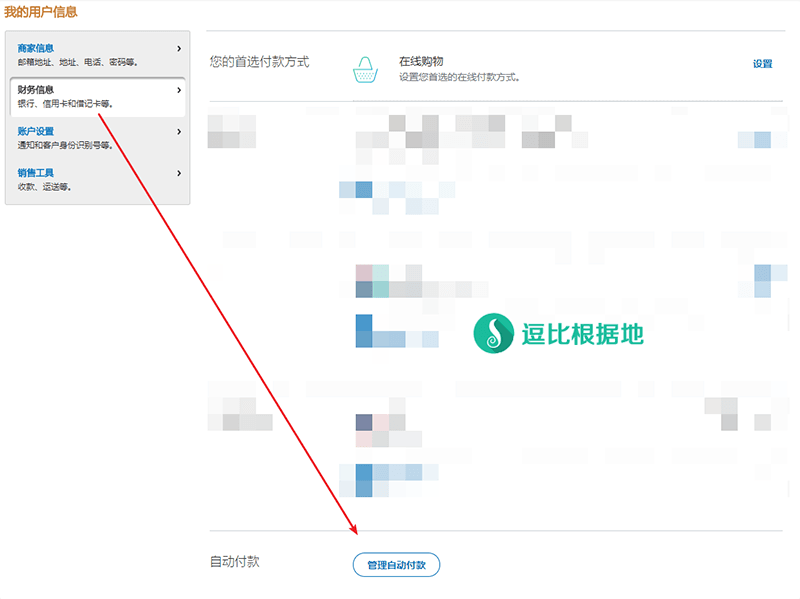 我的用户信息
商家信息
邮箱地址、地址、电话、密码等。
财务信息
银行、信用卡和借记卡等。
账户设置
通知和客户身份识别号等。
销售工具
收款、运送等。
您的首选付款方式
在线购物
设置您首选的在线付款方式。
设置
逗比根据地
自动付款
管理自动付款